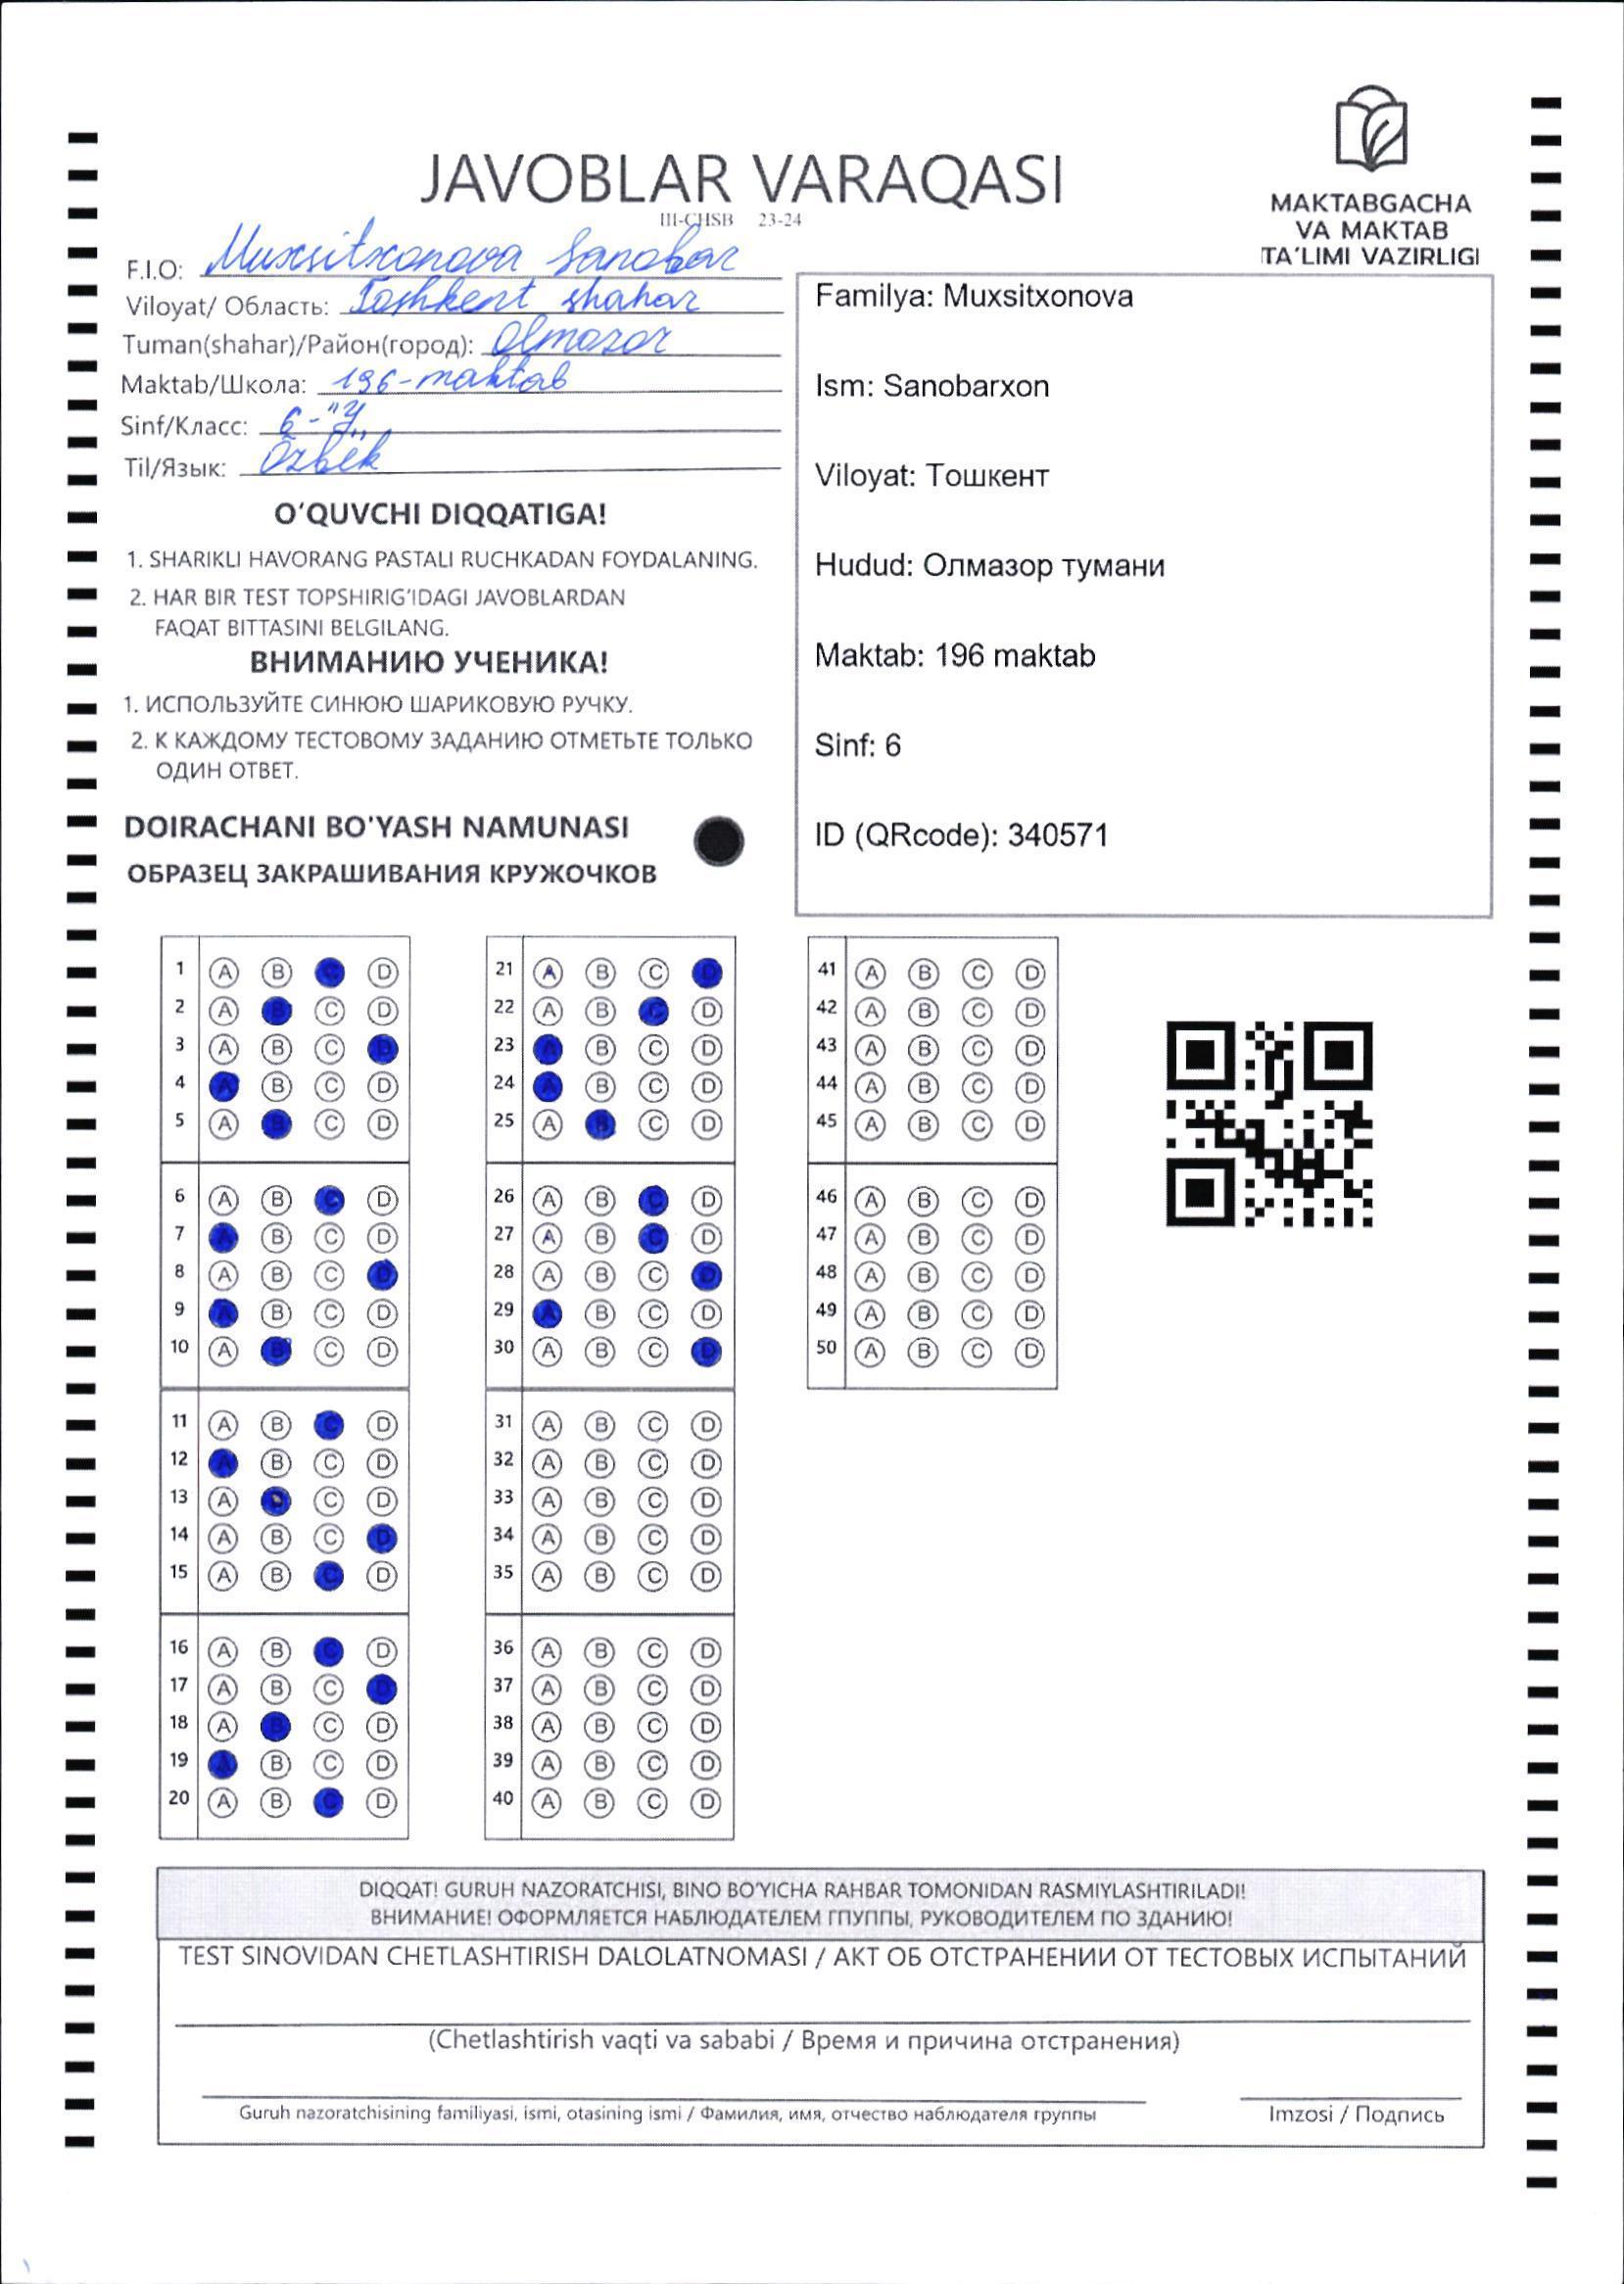 JAVOBLAR VARAQASI
III-CHSB 23-24
MAKTABGACHA
VA MAKTAB
TA'LIMI VAZIRLIGI
F.I.O: Muxsitxonova Sanobar
Viloyat/ Область: Toshkent shahar
Tuman(shahar)/Район(город): Olmazor
Maktab/Школа: 196-maktab
Sinf/Класс: 6-"У„
Til/Язык: Òzbek
O'QUVCHI DIQQATIGA!
1. SHARIKLI HAVORANG PASTALI RUCHKADAN FOYDALANING.
2. HAR BIR TEST TOPSHIRIG'IDAGI JAVOBLARDAN
FAQAT BITTASINI BELGILANG.
ВНИМАНИЮ УЧЕНИКА!
1. ИСПОЛЬЗУЙТЕ СИНЮЮ ШАРИКОВУЮ РУЧКУ.
2. К КАЖДОМУ ТЕСТОВОМУ ЗАДАНИЮ ОТМЕТЬТЕ ТОЛЬКО
ОДИН ОТВЕТ.
DOIRACHANI BO'YASH NAMUNASI
ОБРАЗЕЦ ЗАКРАШИВАНИЯ КРУЖОЧКОВ
Familya: Muxsitxonova
Ism: Sanobarxon
Viloyat: Тошкент
Hudud: Олмазор тумани
Maktab: 196 maktab
Sinf: 6
ID (QRcode): 340571
1 A B C D
2 A B C D
3 A B C D
4 A B C D
5 A B C D
6 A B C D
7 A B C D
8 A B C D
9 A B C D
10 A B C D
11 A B C D
12 A B C D
13 A B C D
14 A B C D
15 A B C D
16 A B C D
17 A B C D
18 A B C D
19 A B C D
20 A B C D
21 A B C D
22 A B C D
23 A B C D
24 A B C D
25 A B C D
26 A B C D
27 A B C D
28 A B C D
29 A B C D
30 A B C D
31 A B C D
32 A B C D
33 A B C D
34 A B C D
35 A B C D
36 A B C D
37 A B C D
38 A B C D
39 A B C D
40 A B C D
41 A B C D
42 A B C D
43 A B C D
44 A B C D
45 A B C D
46 A B C D
47 A B C D
48 A B C D
49 A B C D
50 A B C D
DIQQAT! GURUH NAZORATCHISI, BINO BO'YICHA RAHBAR TOMONIDAN RASMIYLASHTIRILADI!
ВНИМАНИЕ! ОФОРМЛЯЕТСЯ НАБЛЮДАТЕЛЕМ ГПУППЫ, РУКОВОДИТЕЛЕМ ПО ЗДАНИЮ!
TEST SINOVIDAN CHETLASHTIRISH DALOLATNOMASI / АКТ ОБ ОТСТРАНЕНИИ ОТ ТЕСТОВЫХ ИСПЫТАНИЙ
(Chetlashtirish vaqti va sababi / Время и причина отстранения)
Guruh nazoratchisining familiyasi, ismi, otasining ismi / Фамилия, имя, отчество наблюдателя группы
Imzosi / Подпись